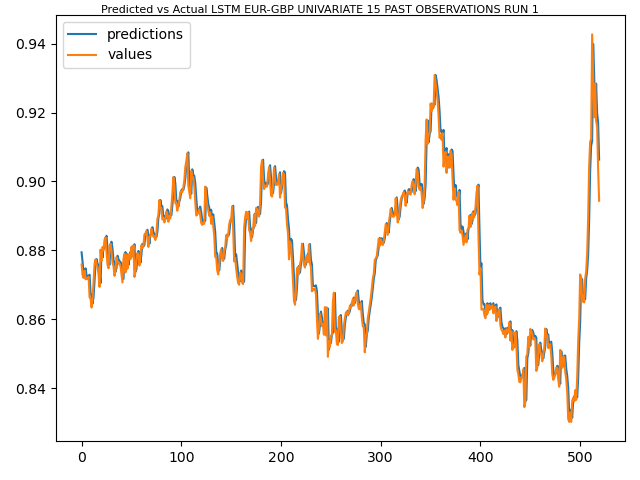 Predicted vs Actual LSTM EUR-GBP UNIVARIATE 15 PAST OBSERVATIONS RUN 1
predictions
values
0.94
0.92
0.90
0.88
0.86
0.84
0 100 200 300 400 500